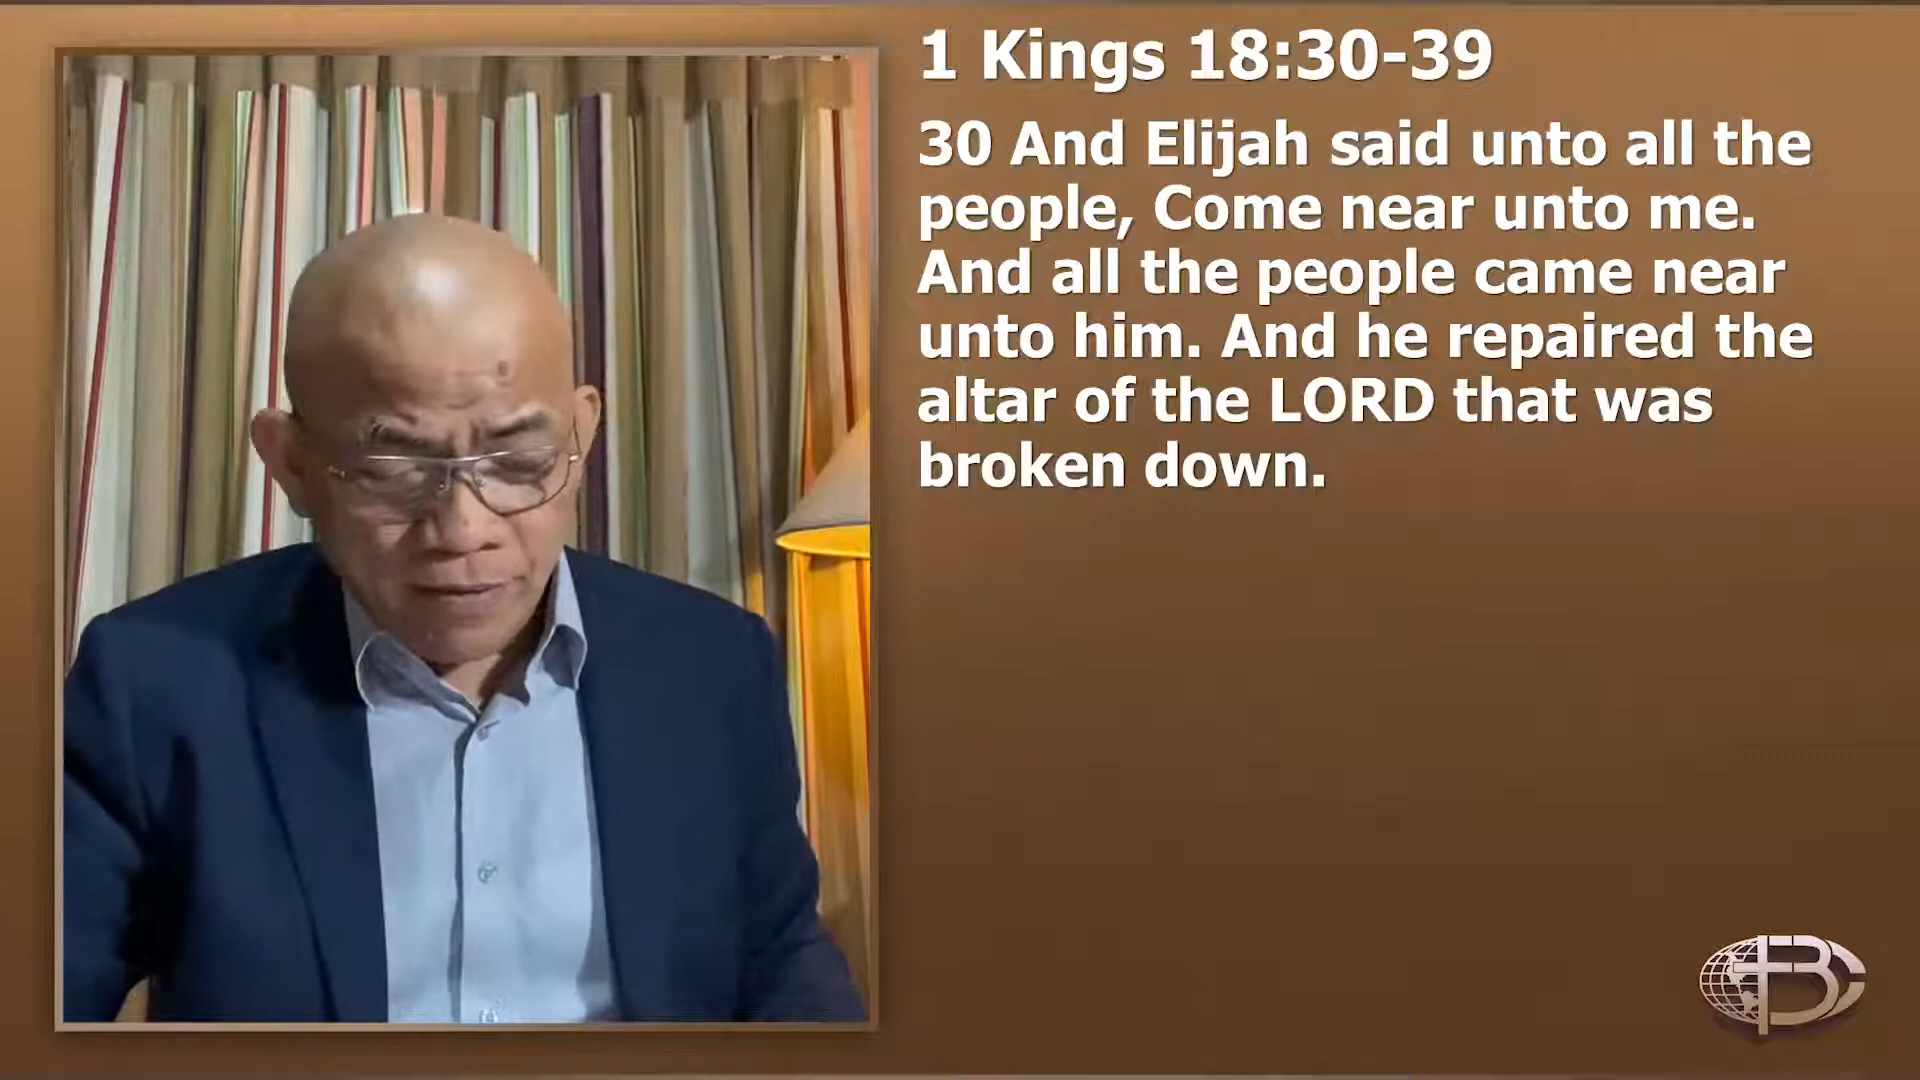 1 Kings 18:30-39
30 And Elijah said unto all the
people, Come near unto me.
And all the people came near
unto him. And he repaired the
altar of the LORD that was
broken down.